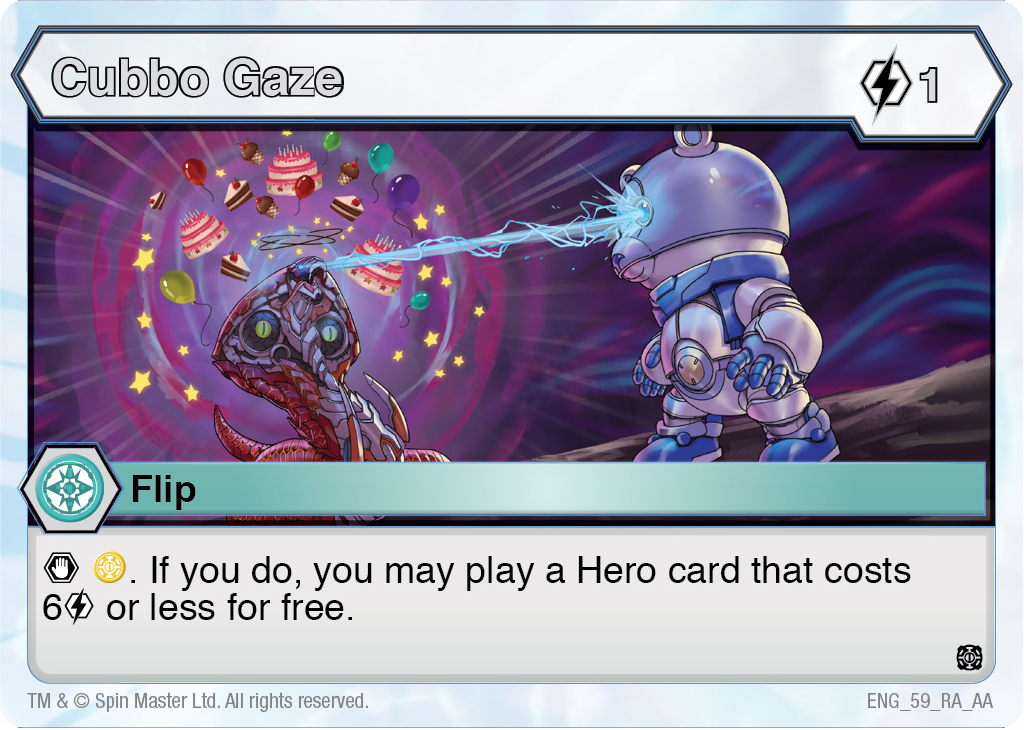 Cubbo Gaze
1
Flip
. If you do, you may play a Hero card that costs
6 or less for free.
TM & © Spin Master Ltd. All rights reserved.
ENG_59_RA_AA